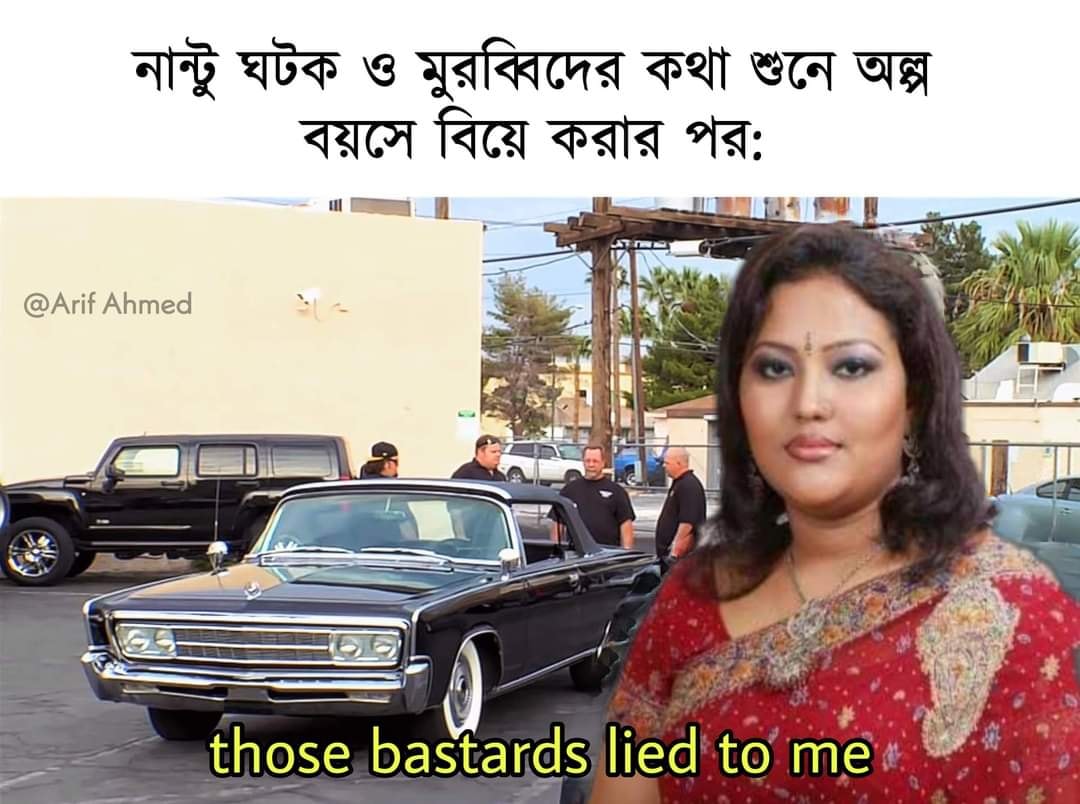 নান্টু ঘটক ও মুরব্বিদের কথা শুনে অল্প
বয়সে বিয়ে করার পর:
@Arif Ahmed
those bastards lied to me